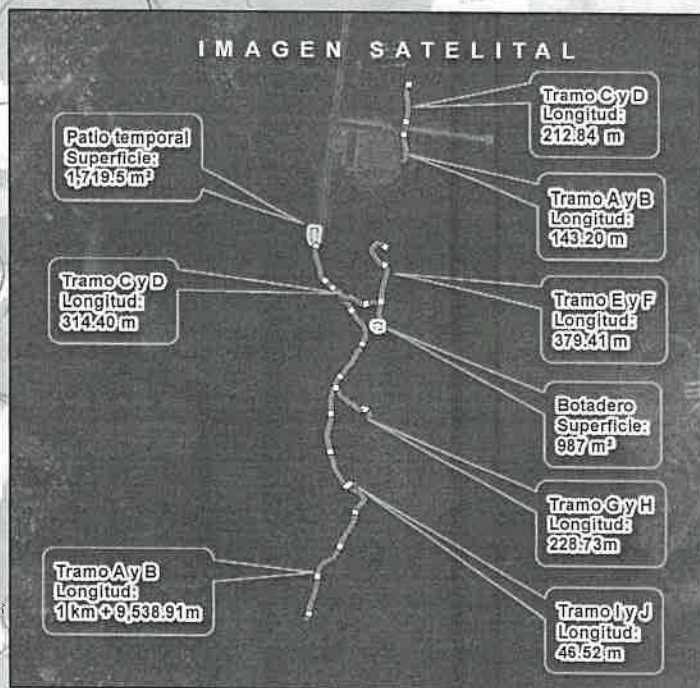 IMAGEN SATELITAL
Tramo C y D
Longitud:
212.84 m
Patio temporal
Superficie:
1,719.5 m²
Tramo A y B
Longitud:
143.20 m
Tramo C y D
Longitud:
314.40 m
Tramo E y F
Longitud:
379.41 m
Botadero
Superficie:
987 m²
Tramo G y H
Longitud:
228.73m
Tramo A y B
Longitud:
1 km + 9,538.91m
Tramo I y J
Longitud:
46.52 m